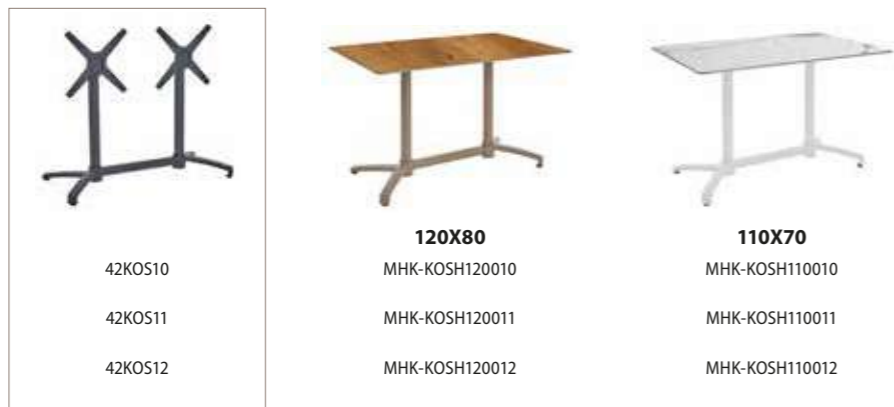 120X80 110X70
42KOS10 MHK-KOSH120010 MHK-KOSH110010
42KOS11 MHK-KOSH120011 MHK-KOSH110011
42KOS12 MHK-KOSH120012 MHK-KOSH110012